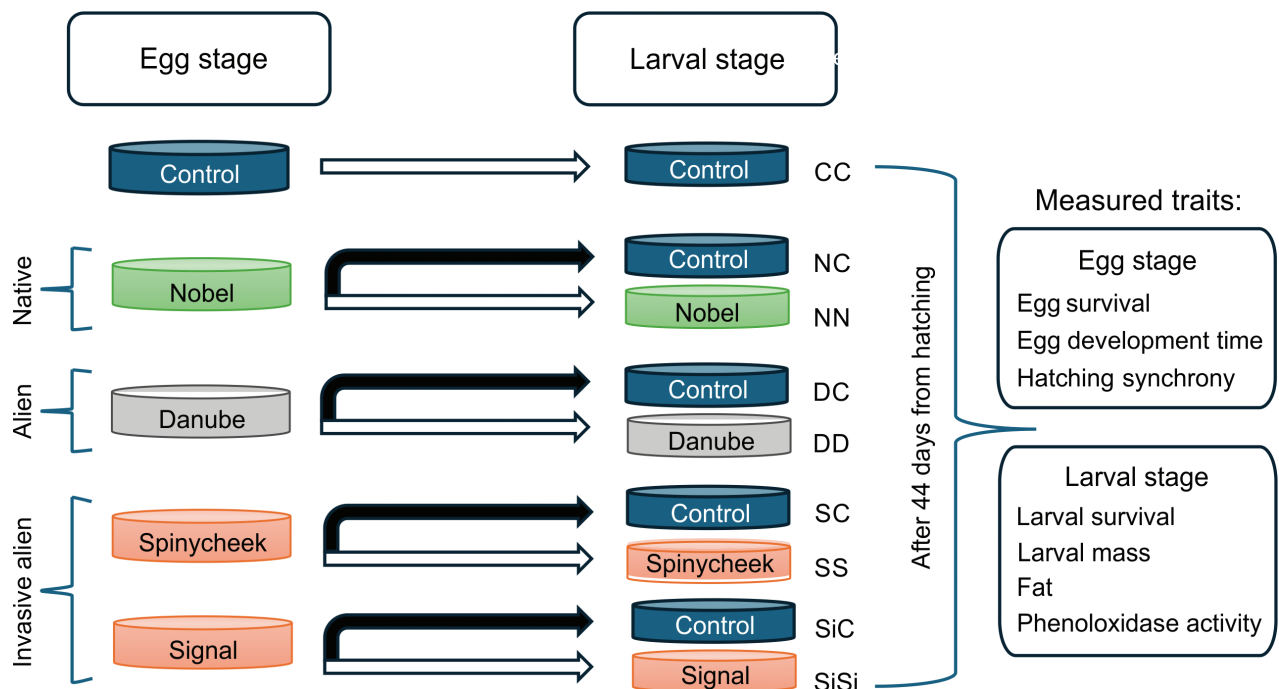 Egg stage
Larval stage
Control
Control
CC
Native
Nobel
Control
NC
Nobel
NN
Alien
Danube
Control
DC
Danube
DD
Invasive alien
Spinycheek
Control
SC
Spinycheek
SS
Signal
Control
SiC
Signal
SiSi
After 44 days from hatching
Measured traits:
Egg stage
Egg survival
Egg development time
Hatching synchrony
Larval stage
Larval survival
Larval mass
Fat
Phenoloxidase activity